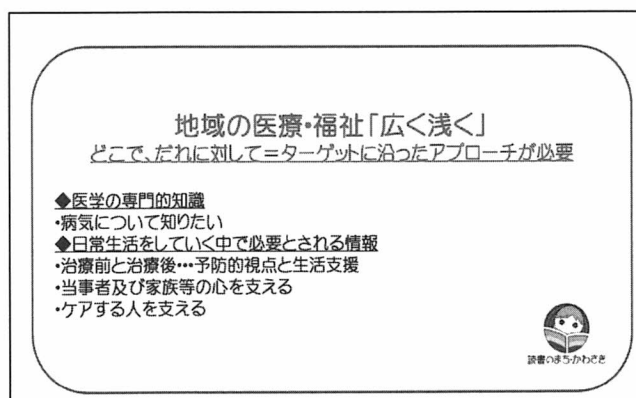 地域の医療・福祉「広く浅く」
どこで、だれに対して＝ターゲットに沿ったアプローチが必要
◆医学の専門的知識
・病気について知りたい
◆日常生活をしていく中で必要とされる情報
・治療前と治療後…予防的視点と生活支援
・当事者及び家族等の心を支える
・ケアする人を支える
読書のまち・かわさき